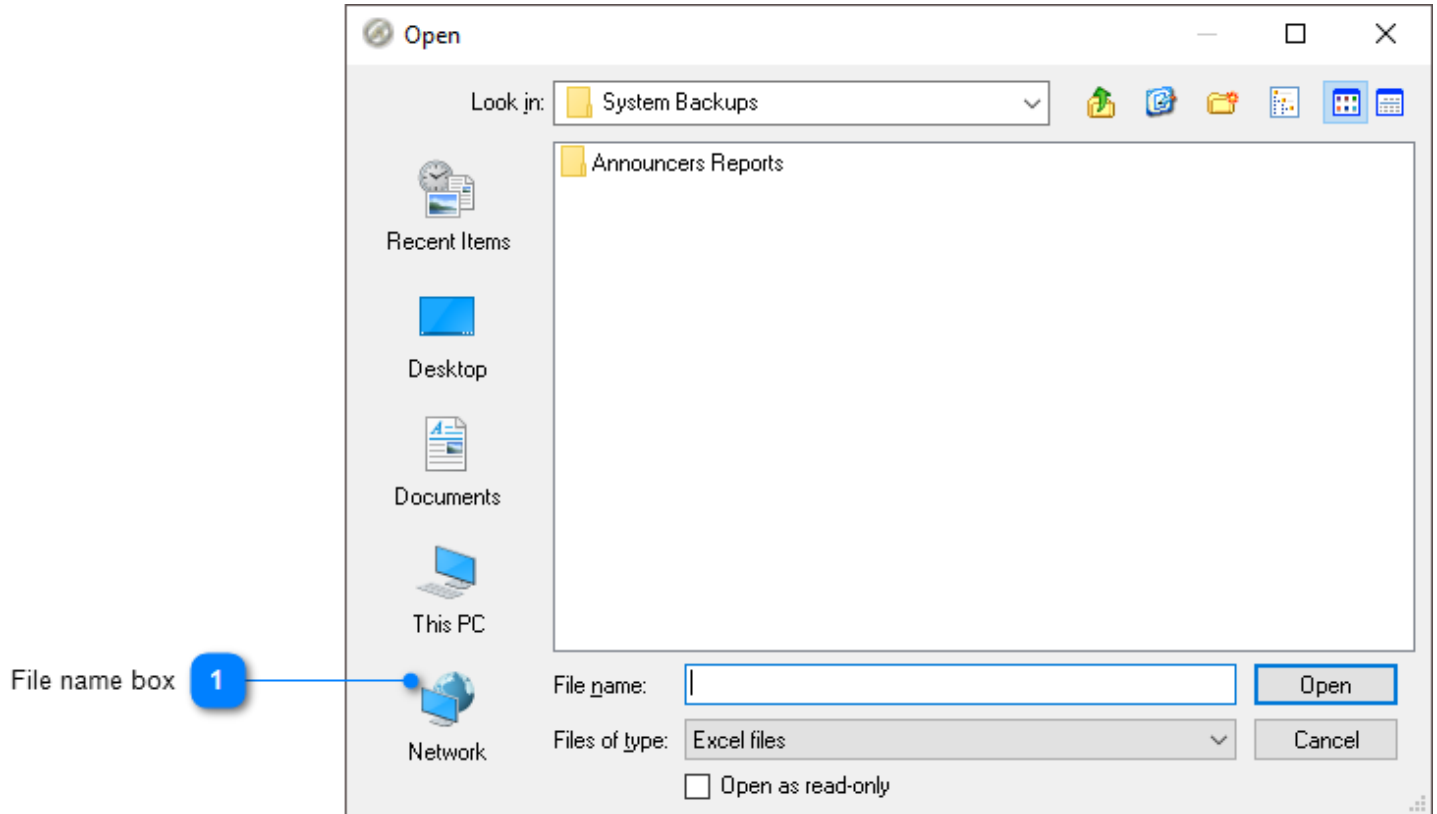 Open
Look in: System Backups
Announcers Reports
Recent Items
Desktop
Documents
This PC
File name box 1
File name: Open
Network
Files of type: Excel files Cancel
Open as read-only